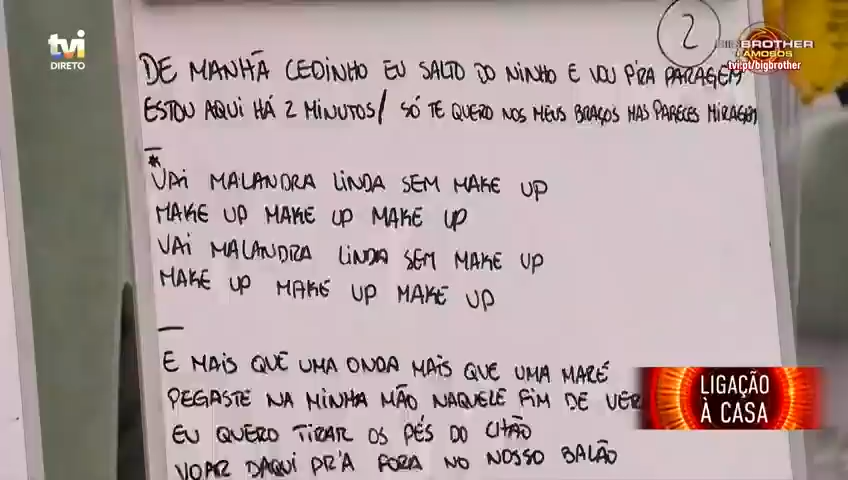 tvi
DIRETO
2
BIG BROTHER
FAMOSOS
tvi.pt/bigbrother
DE MANHÃ CEDINHO EU SALTO DO NINHO E VOU P'RA PARAGEM
ESTOU AQUI HÁ 2 MINUTOS/ SÓ TE QUERO NOS MEUS BRAÇOS MAS PARECES MIRAGEM
—
*VAI MALANDRA LINDA SEM MAKE UP
MAKE UP MAKE UP MAKE UP
VAI MALANDRA LINDA SEM MAKE UP
MAKE UP MAKE UP MAKE UP
—
E MAIS QUE UMA ONDA MAIS QUE UMA MARÉ
PEGASTE NA MINHA MÃO NAQUELE FIM DE VER
EU QUERO TIRAR OS PÉS DO CHÃO
VOAR DAQUI PR'A FORA NO NOSSO BALÃO
LIGAÇÃO
À CASA